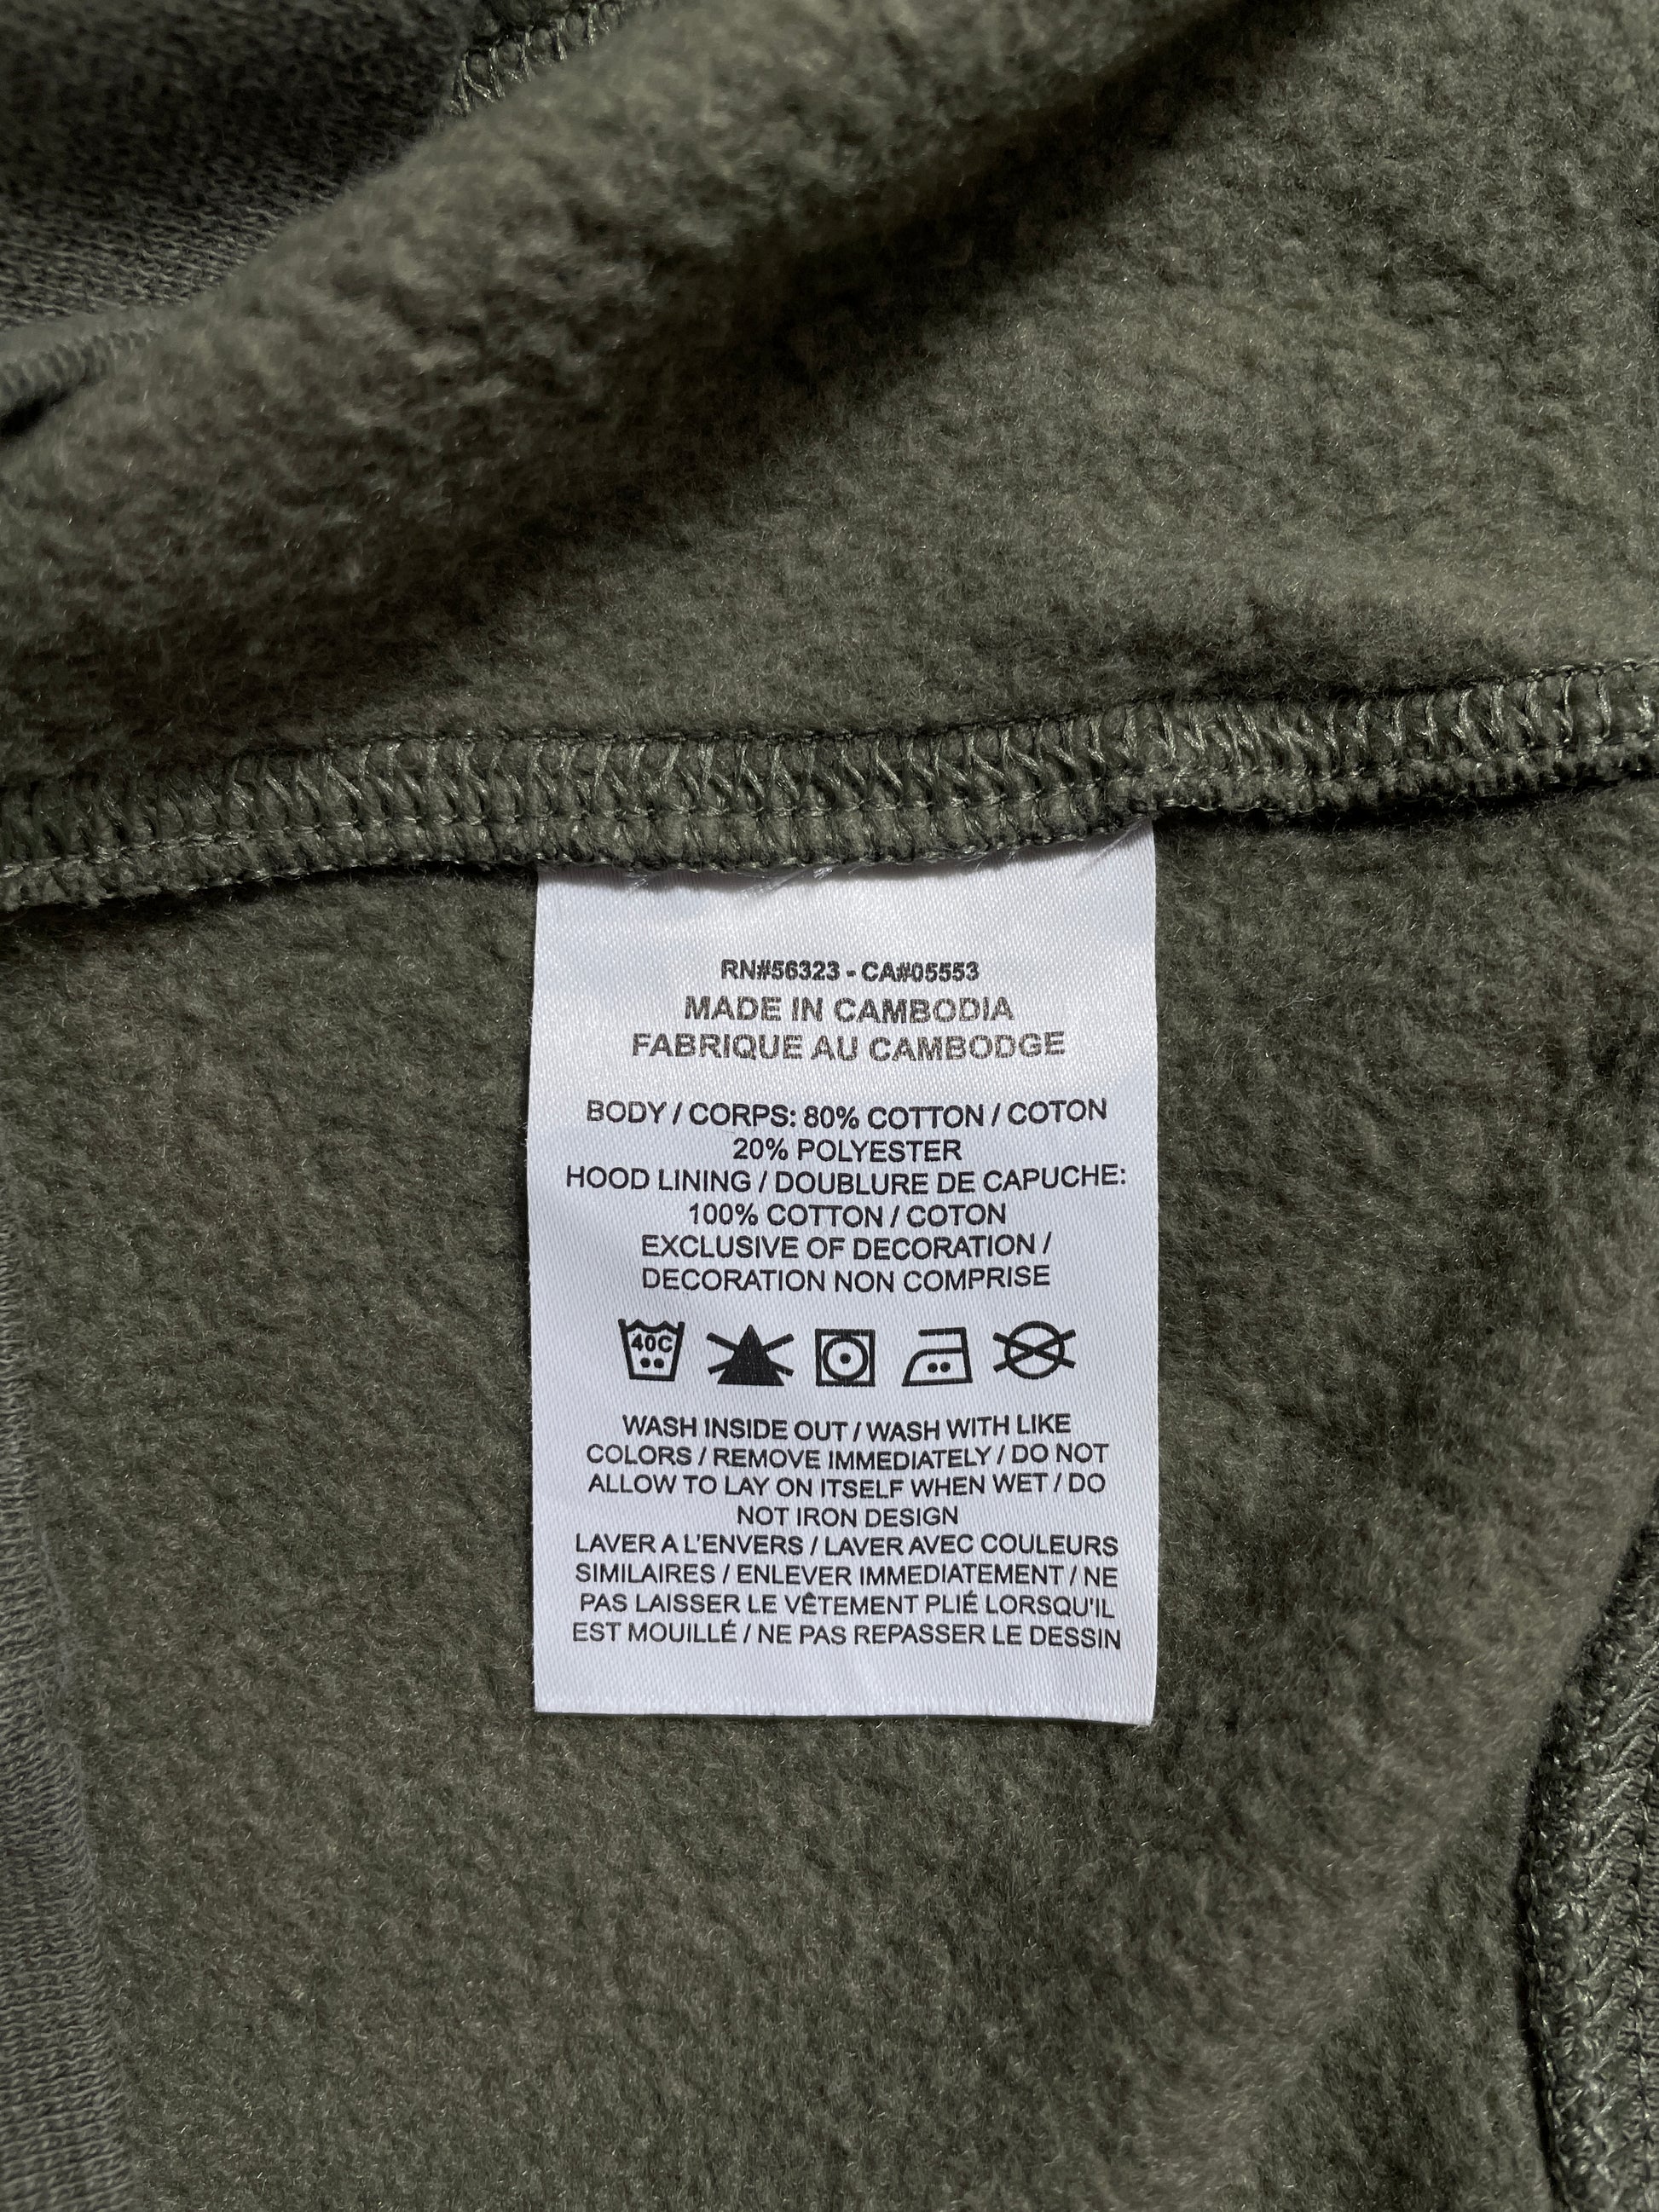 RN#56323 - CA#05553
MADE IN CAMBODIA
FABRIQUE AU CAMBODGE
BODY / CORPS: 80% COTTON / COTON
20% POLYESTER
HOOD LINING / DOUBLURE DE CAPUCHE:
100% COTTON / COTON
EXCLUSIVE OF DECORATION /
DECORATION NON COMPRISE
40C
WASH INSIDE OUT / WASH WITH LIKE
COLORS / REMOVE IMMEDIATELY / DO NOT
ALLOW TO LAY ON ITSELF WHEN WET / DO
NOT IRON DESIGN
LAVER A L'ENVERS / LAVER AVEC COULEURS
SIMILAIRES / ENLEVER IMMEDIATEMENT / NE
PAS LAISSER LE VÊTEMENT PLIÉ LORSQU'IL
EST MOUILLÉ / NE PAS REPASSER LE DESSIN